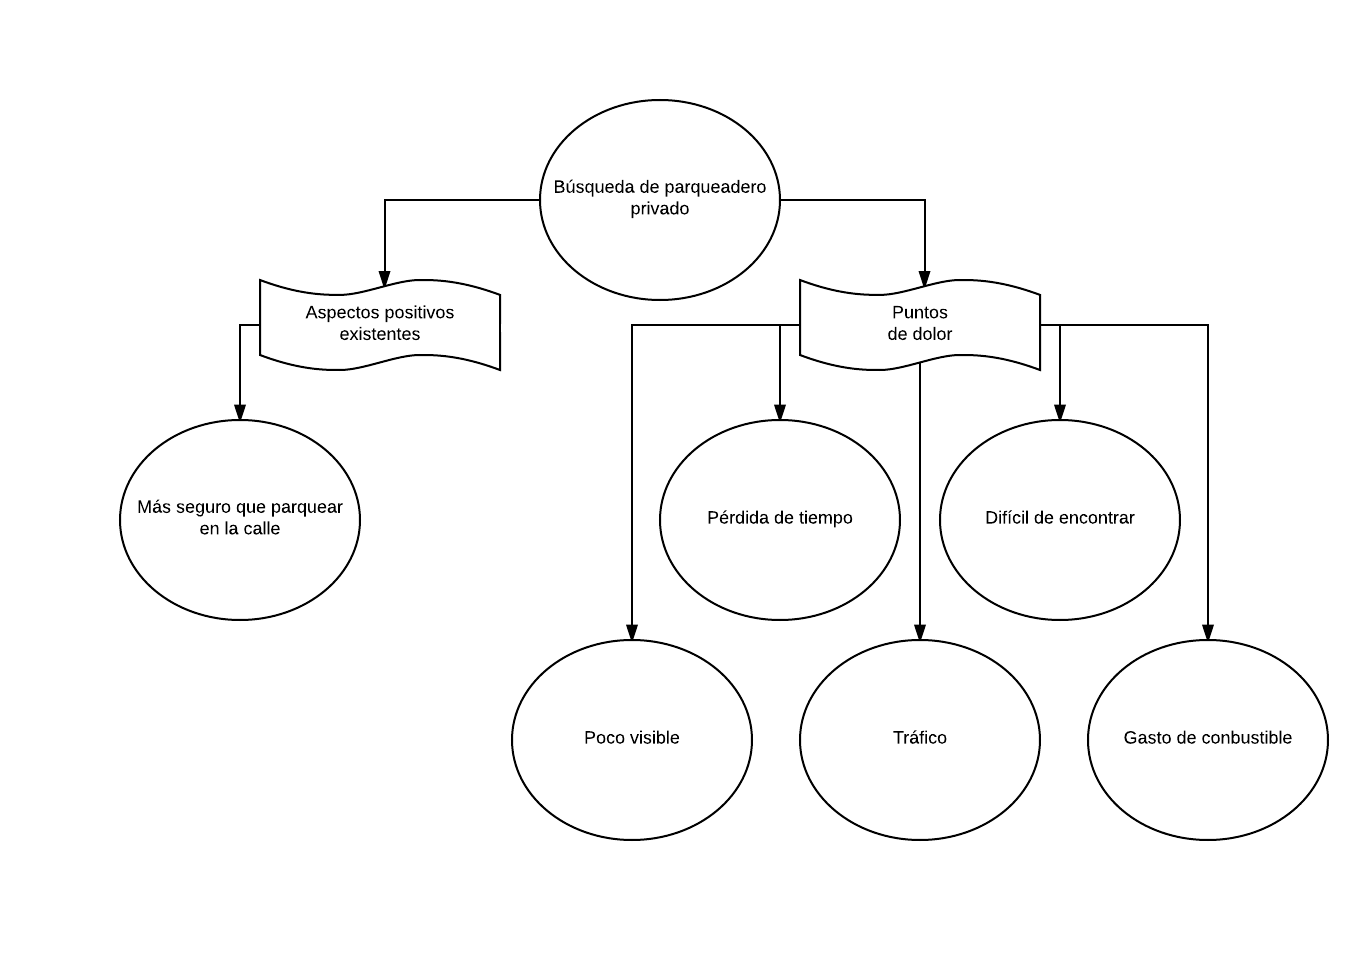 Búsqueda de parqueadero
privado
Aspectos positivos
existentes
Puntos
de dolor
Más seguro que parquear
en la calle
Pérdida de tiempo
Difícil de encontrar
Poco visible
Tráfico
Gasto de conbustible